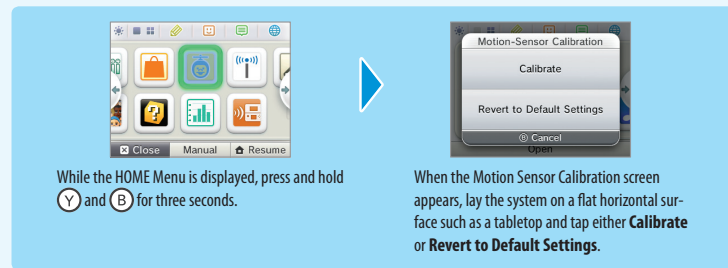 Close Manual Resume
While the HOME Menu is displayed, press and hold
Y and B for three seconds.
Motion-Sensor Calibration
Calibrate
Revert to Default Settings
B Cancel
Open
When the Motion Sensor Calibration screen
appears, lay the system on a flat horizontal sur-
face such as a tabletop and tap either Calibrate
or Revert to Default Settings.